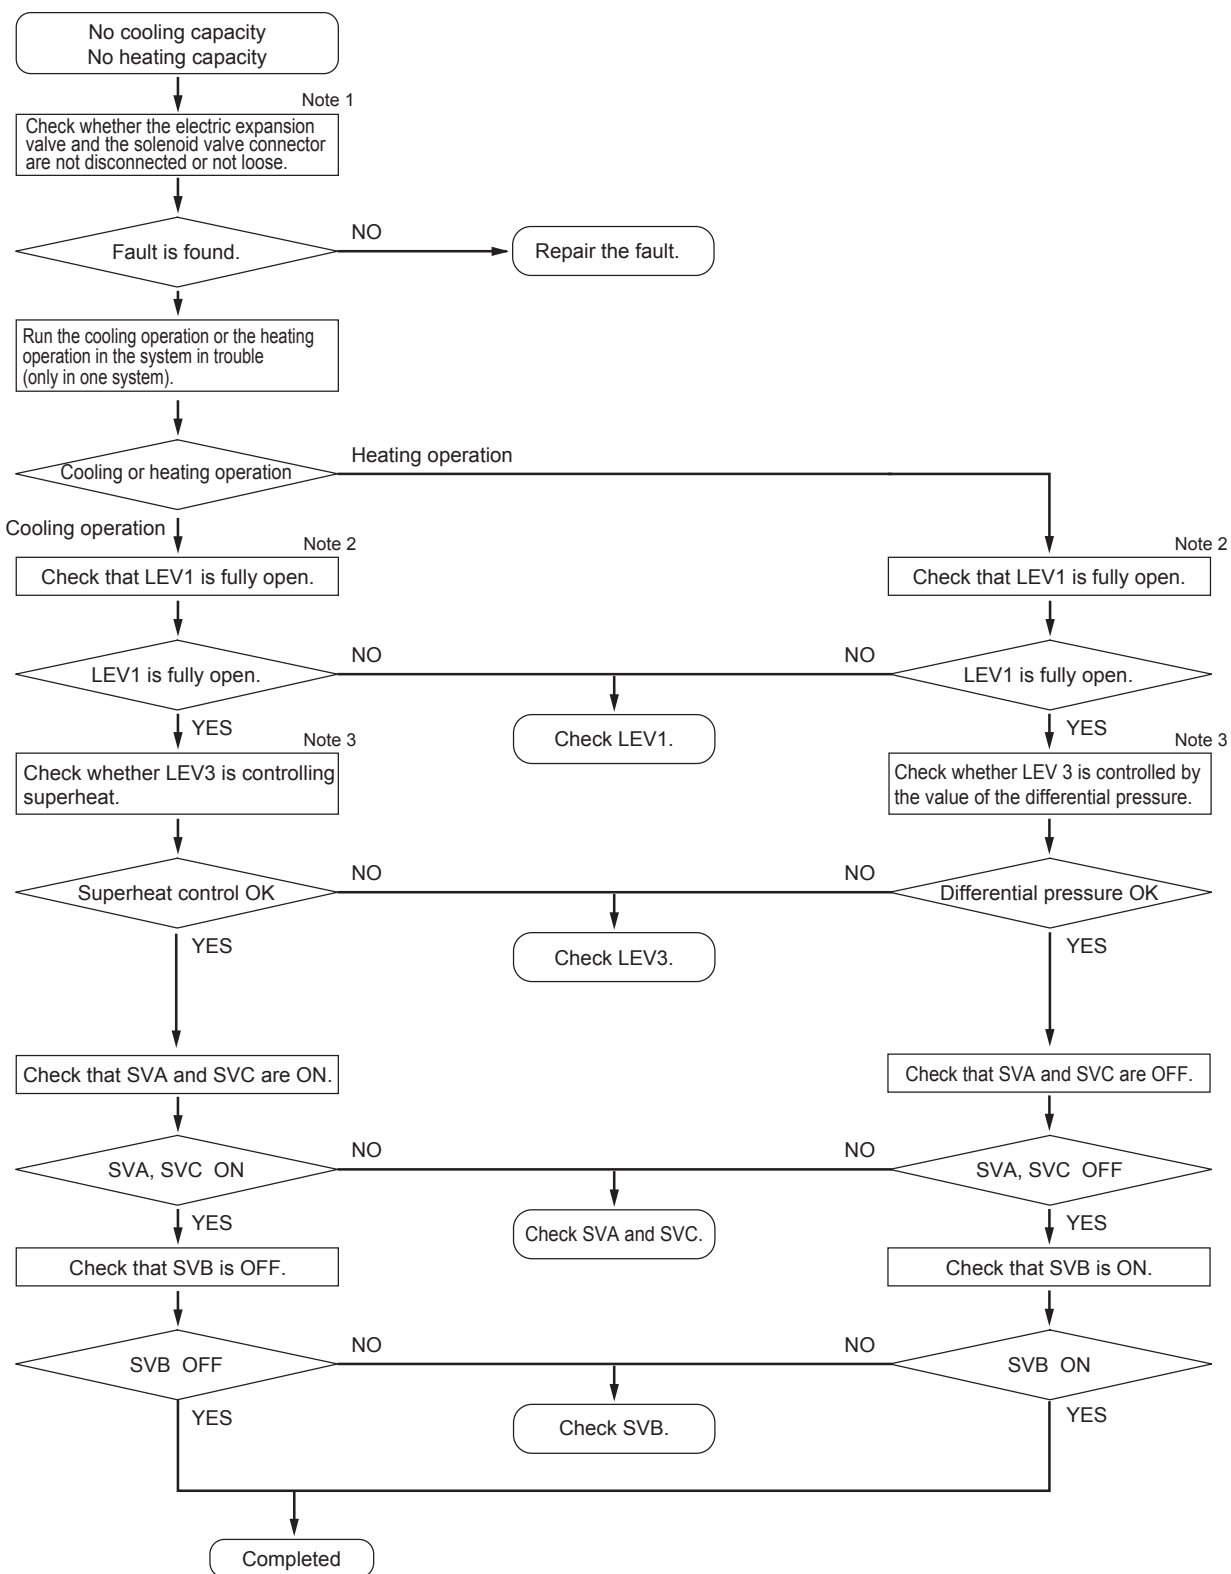 No cooling capacity
No heating capacity
Note 1
Check whether the electric expansion
valve and the solenoid valve connector
are not disconnected or not loose.
Fault is found.
NO
Repair the fault.
Run the cooling operation or the heating
operation in the system in trouble
(only in one system).
Cooling or heating operation
Heating operation
Cooling operation
Note 2
Check that LEV1 is fully open.
Note 2
Check that LEV1 is fully open.
LEV1 is fully open.
NO
NO
LEV1 is fully open.
Check LEV1.
YES
YES
Note 3
Check whether LEV3 is controlling
superheat.
Note 3
Check whether LEV 3 is controlled by
the value of the differential pressure.
Superheat control OK
NO
NO
Differential pressure OK
Check LEV3.
YES
YES
Check that SVA and SVC are ON.
Check that SVA and SVC are OFF.
SVA, SVC  ON
NO
NO
SVA, SVC  OFF
Check SVA and SVC.
YES
YES
Check that SVB is OFF.
Check that SVB is ON.
SVB  OFF
NO
NO
SVB  ON
Check SVB.
YES
YES
Completed